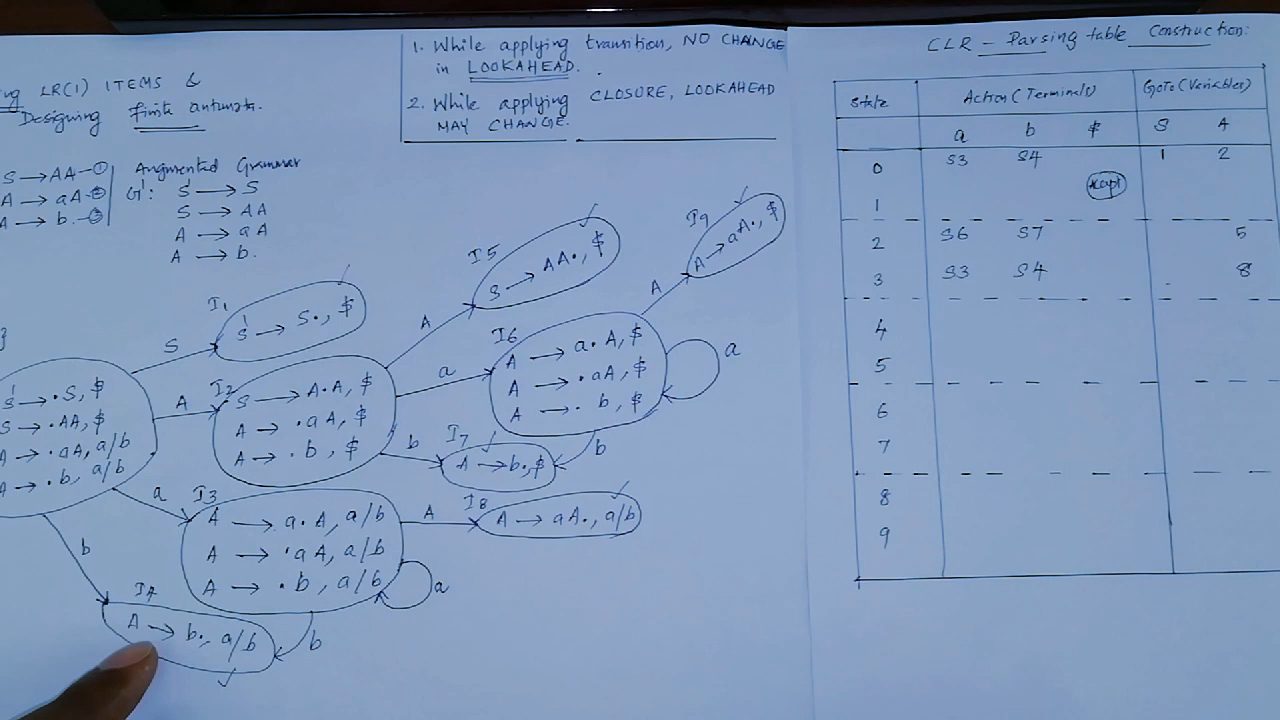 LR(1) ITEMS &
Designing finite automata.
1. While applying transition, NO CHANGE
in LOOKAHEAD.
2. While applying CLOSURE, LOOKAHEAD
MAY CHANGE.
S → AA - ①
A → aA - ②
A → b. - ③
Augmented Grammar
G': S' → S
S → AA
A → aA
A → b.
S' → .S, $
S → .AA, $
A → .aA, a/b
A → .b, a/b
S
A
a
b
I1
S' → S., $
I2
S → A.A, $
A → .aA, $
A → .b, $
A
a
b
I3
A → a.A, a/b
A → .aA, a/b
A → .b, a/b
A
a
b
I4
A → b., a/b
I5
S → AA., $
I6
A → a.A, $
A → .aA, $
A → .b, $
A
a
b
I7
A → b., $
I8
A → aA., a/b
I9
A → aA., $
CLR - Parsing table Construction:
State Action (Terminals) GoTo (Variables)
a b $ S A
0 S3 S4 1 2
1 accept
2 S6 S7 5
3 S3 S4 8
4
5
6
7
8
9